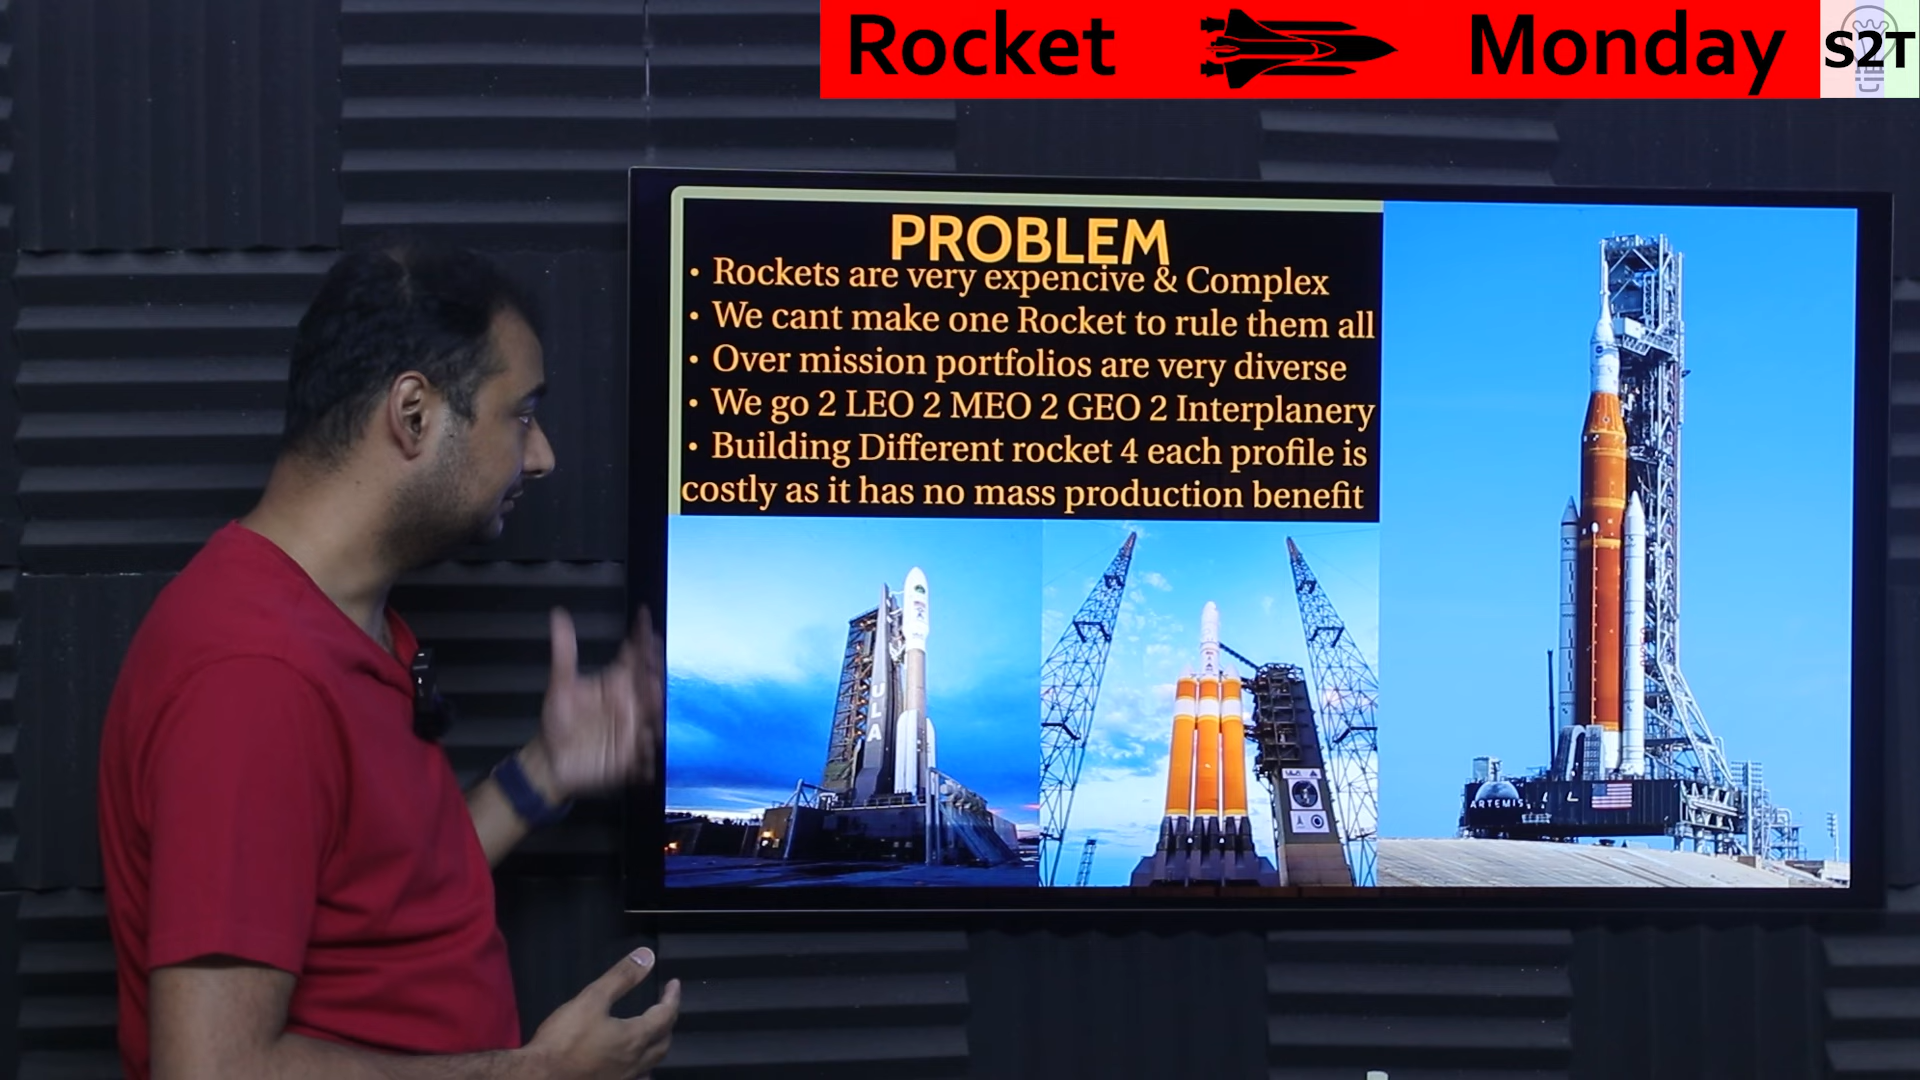 Rocket Monday
S2T
PROBLEM
• Rockets are very expencive & Complex
• We cant make one Rocket to rule them all
• Over mission portfolios are very diverse
• We go 2 LEO 2 MEO 2 GEO 2 Interplanery
• Building Different rocket 4 each profile is
costly as it has no mass production benefit
ULA
ARTEMIS